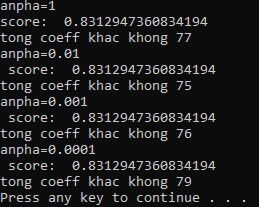 anpha=1
score:  0.8312947360834194
tong coeff khac khong 77
anpha=0.01
 score:  0.8312947360834194
tong coeff khac khong 75
anpha=0.001
 score:  0.8312947360834194
tong coeff khac khong 76
anpha=0.0001
 score:  0.8312947360834194
tong coeff khac khong 79
Press any key to continue . . .